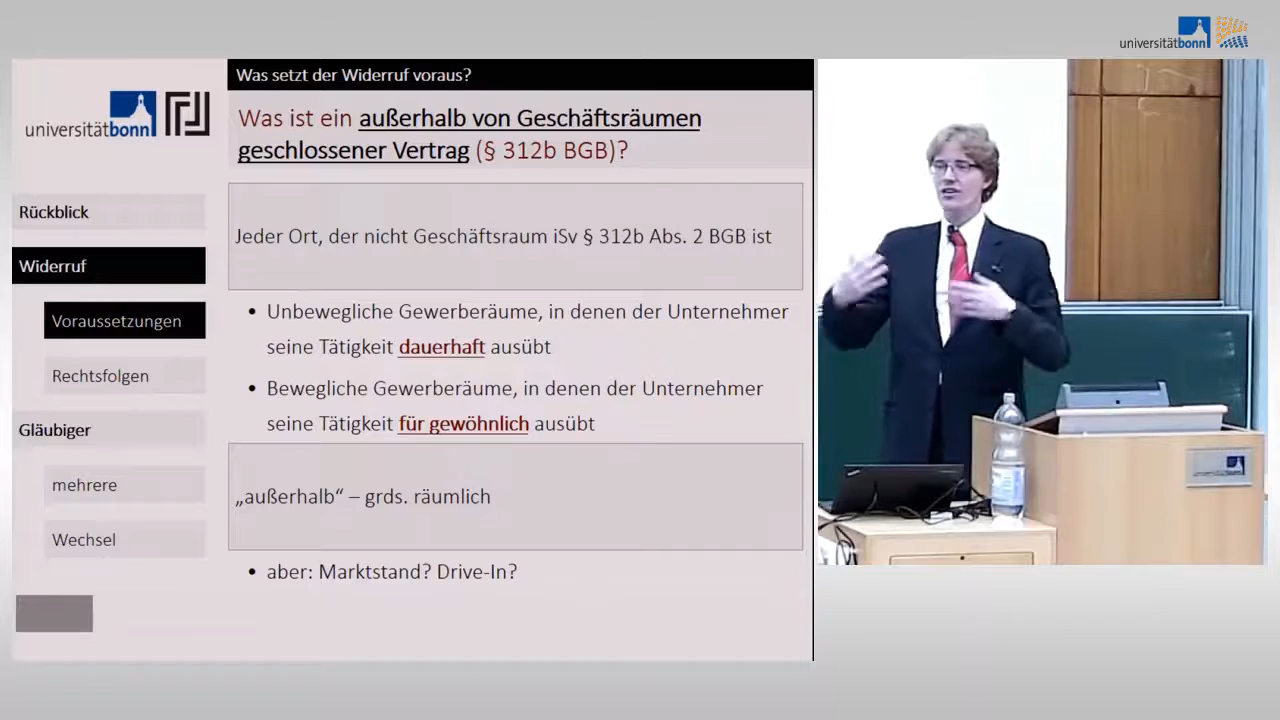 universitätbonn
Was setzt der Widerruf voraus?
universitätbonn
Was ist ein außerhalb von Geschäftsräumen
geschlossener Vertrag (§ 312b BGB)?
Rückblick
Widerruf
Voraussetzungen
Rechtsfolgen
Gläubiger
mehrere
Wechsel
Jeder Ort, der nicht Geschäftsraum iSv § 312b Abs. 2 BGB ist
• Unbewegliche Gewerberäume, in denen der Unternehmer
seine Tätigkeit dauerhaft ausübt
• Bewegliche Gewerberäume, in denen der Unternehmer
seine Tätigkeit für gewöhnlich ausübt
„außerhalb“ – grds. räumlich
• aber: Marktstand? Drive-In?